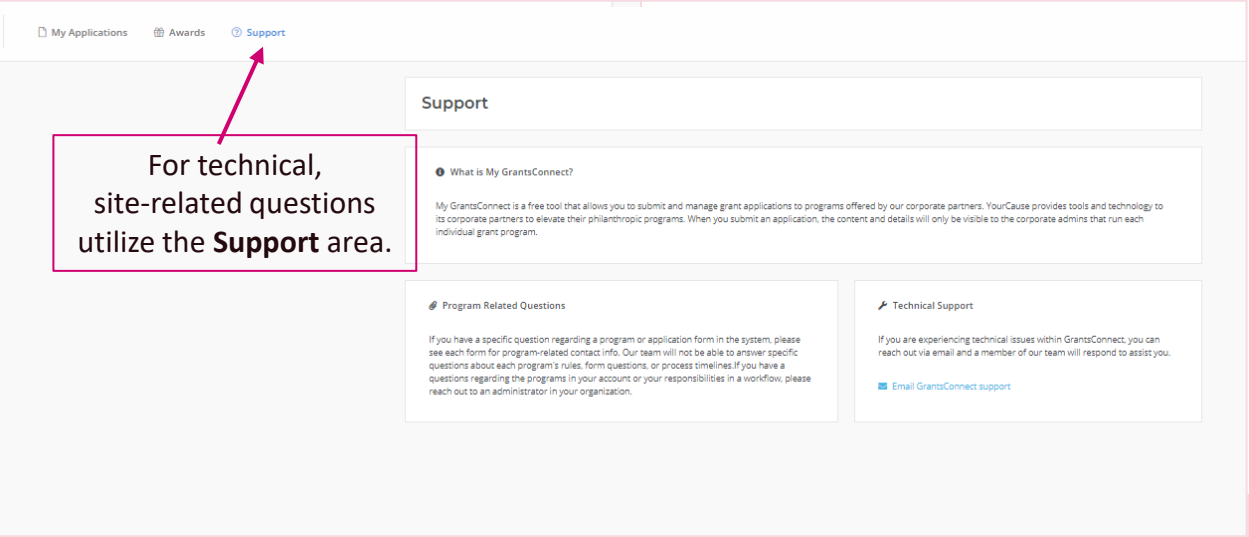 My Applications Awards Support
For technical,
site-related questions
utilize the Support area.
Support
What is My GrantsConnect?
My GrantsConnect is a free tool that allows you to submit and manage grant applications to programs offered by our corporate partners. YourCause provides tools and technology to
its corporate partners to elevate their philanthropic programs. When you submit an application, the content and details will only be visible to the corporate admins that run each
individual grant program.
Program Related Questions
If you have a specific question regarding a program or application form in the system, please
see each form for program-related contact info. Our team will not be able to answer specific
questions about each program's rules, form questions, or process timelines.If you have a
questions regarding the programs in your account or your responsibilities in a workflow, please
reach out to an administrator in your organization.
Technical Support
If you are experiencing technical issues within GrantsConnect, you can
reach out via email and a member of our team will respond to assist you.
Email GrantsConnect support